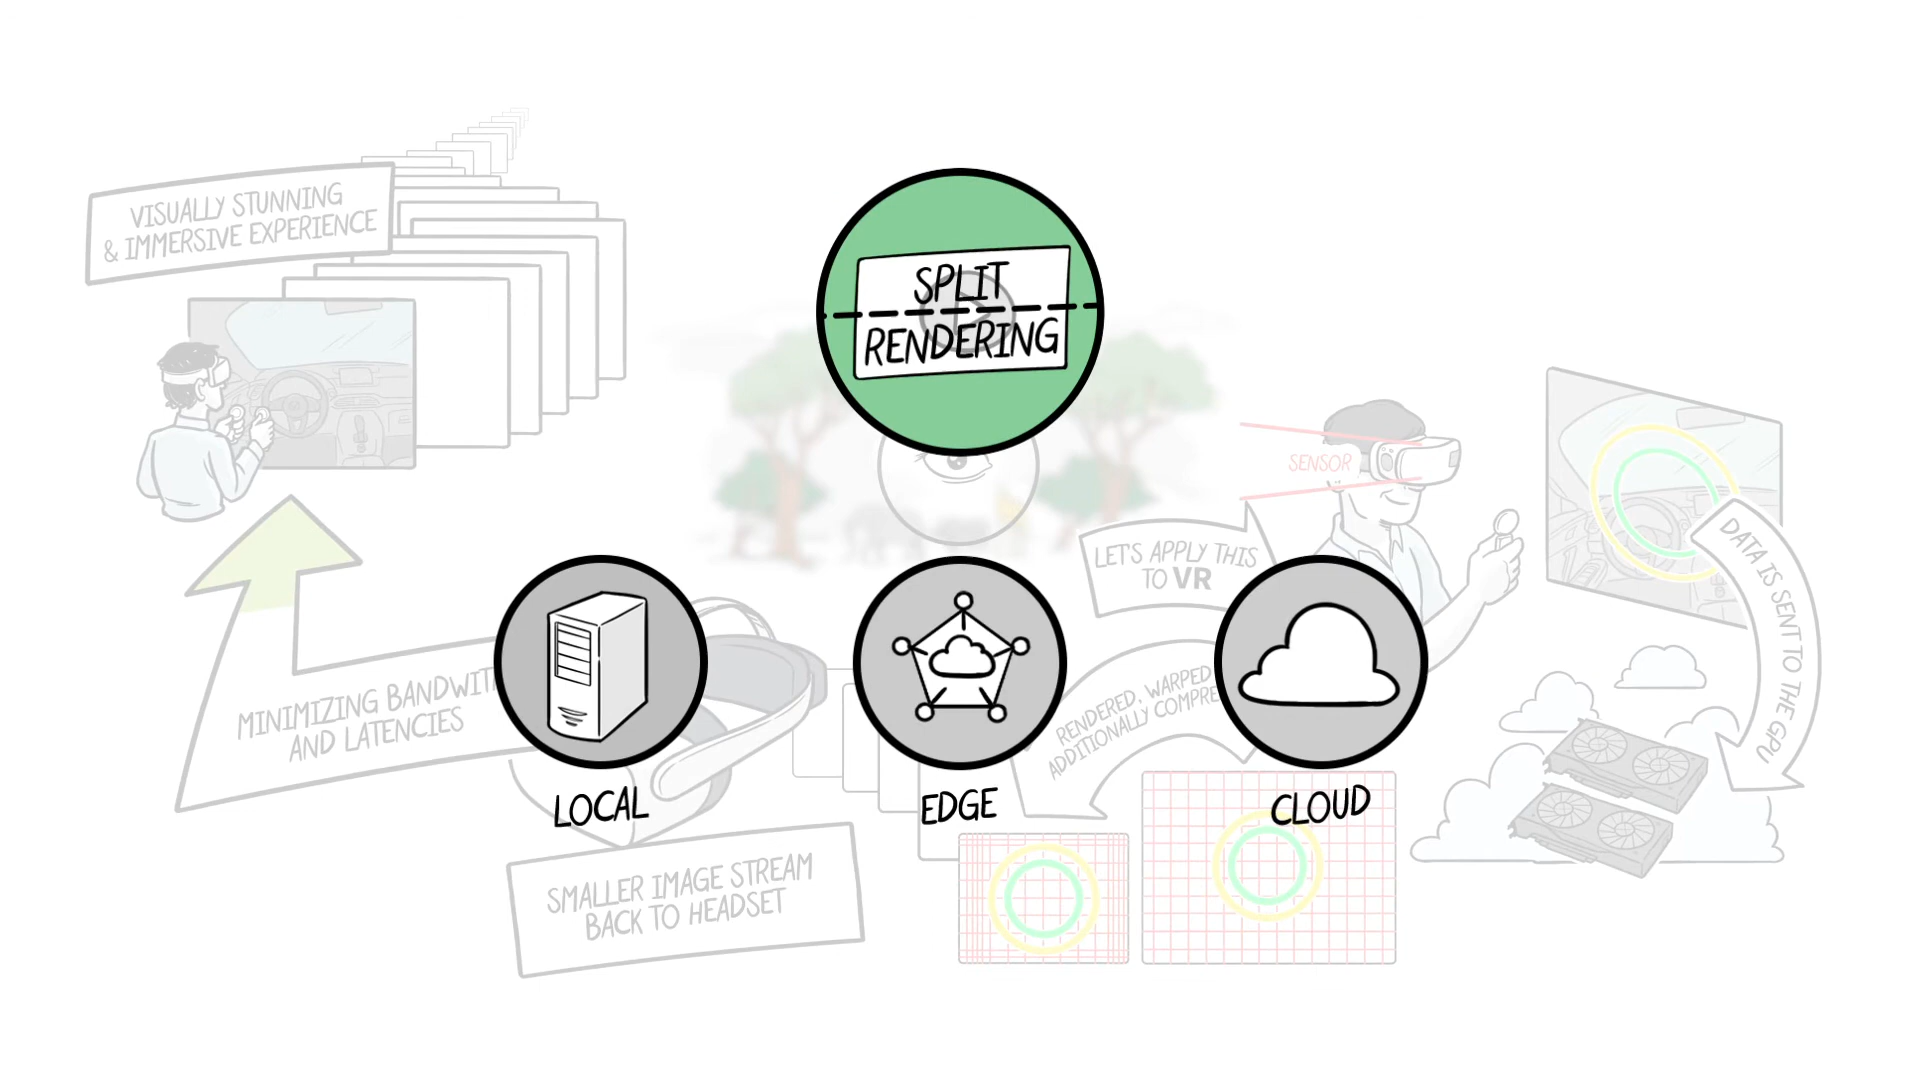 VISUALLY STUNNING
& IMMERSIVE EXPERIENCE
SPLIT
RENDERING
SENSOR
LET'S APPLY THIS
TO VR
DATA IS SENT TO THE GPU
MINIMIZING BANDWIT
AND LATENCIES
RENDERED, WARPED
ADDITIONALLY COMPRE
LOCAL
EDGE
CLOUD
SMALLER IMAGE STREAM
BACK TO HEADSET